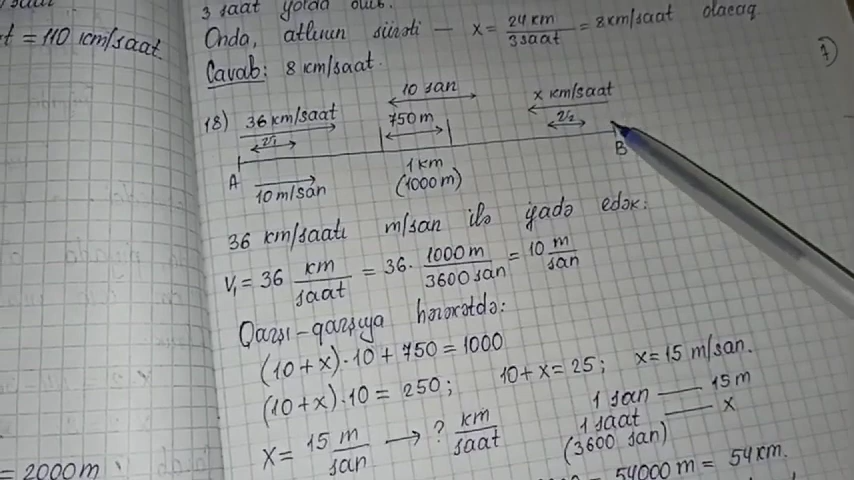 t = 110 km/saat.
= 2000m
3 saat yolda olub.
Onda, atlının sürəti — x = 24 km / 3 saat = 8 km/saat olacaq
Cavab: 8 km/saat.
7)
18) 36 km/saat
10 san
x km/saat
v₁
750 m
v₂
A
B
10 m/san
1 km
(1000 m)
36 km/saatı m/san ilə ifadə edək:
V₁ = 36 km/saat = 36 · 1000 m / 3600 san = 10 m/san
Qarşı-qarşıya hərəkətdə:
(10 + x) · 10 + 750 = 1000
(10 + x) · 10 = 250; 10 + x = 25; x = 15 m/san.
x = 15 m/san → ? km/saat
1 san — 15 m
1 saat — x
(3600 san)
54000 m = 54 km.